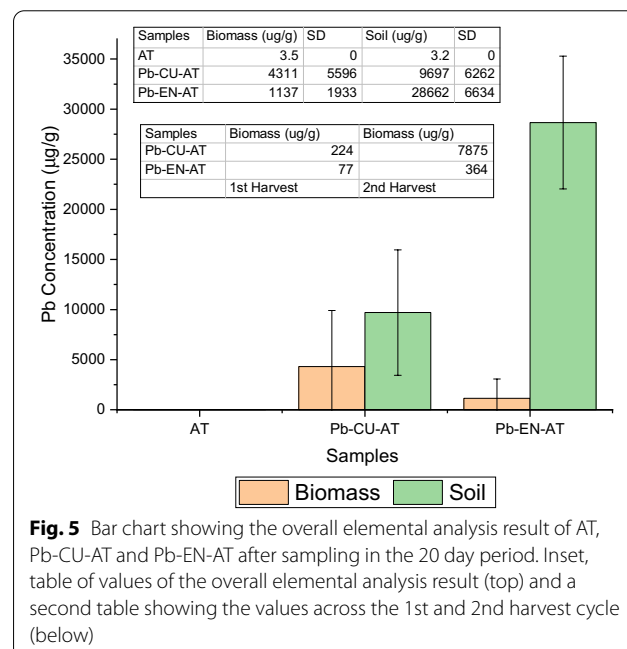 Samples Biomass (ug/g) SD Soil (ug/g) SD
AT 3.5 0 3.2 0
Pb-CU-AT 4311 5596 9697 6262
Pb-EN-AT 1137 1933 28662 6634
Samples Biomass (ug/g) Biomass (ug/g)
Pb-CU-AT 224 7875
Pb-EN-AT 77 364
1st Harvest 2nd Harvest
35000
30000
25000
20000
15000
10000
5000
0
Pb Concentration (µg/g)
AT Pb-CU-AT Pb-EN-AT
Samples
Biomass Soil
Fig. 5 Bar chart showing the overall elemental analysis result of AT,
Pb-CU-AT and Pb-EN-AT after sampling in the 20 day period. Inset,
table of values of the overall elemental analysis result (top) and a
second table showing the values across the 1st and 2nd harvest cycle
(below)